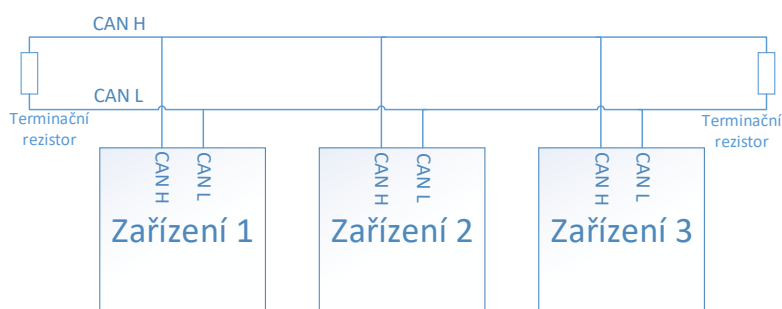 CAN H
CAN L
Terminační
rezistor
Terminační
rezistor
CAN H
CAN L
CAN H
CAN L
CAN H
CAN L
Zařízení 1
Zařízení 2
Zařízení 3